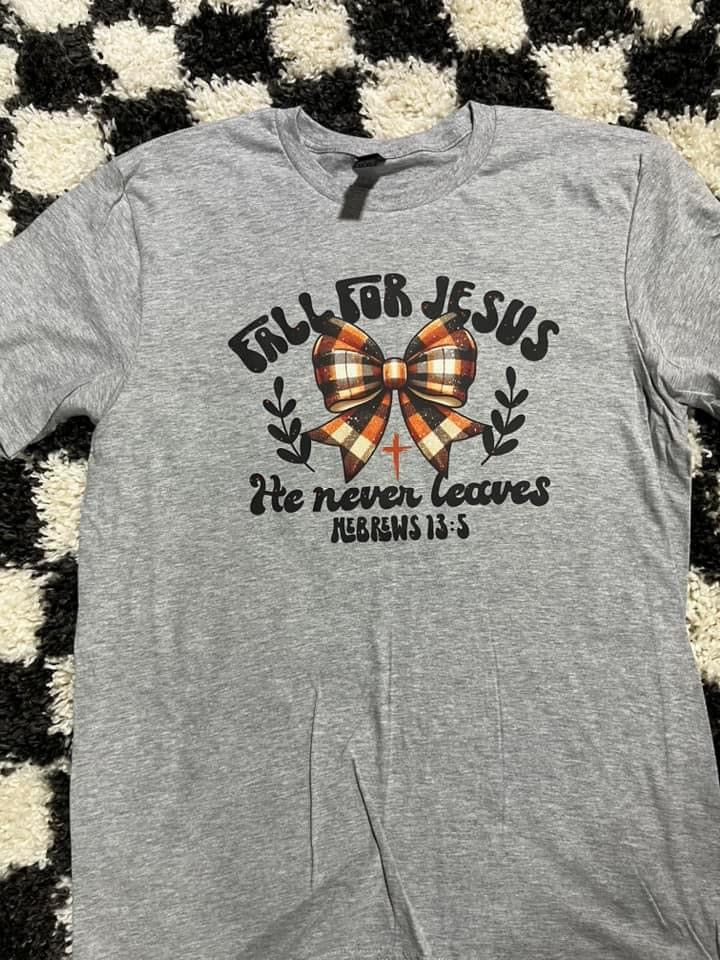 FALL FOR JESUS
He never leaves
HEBREWS 13:5